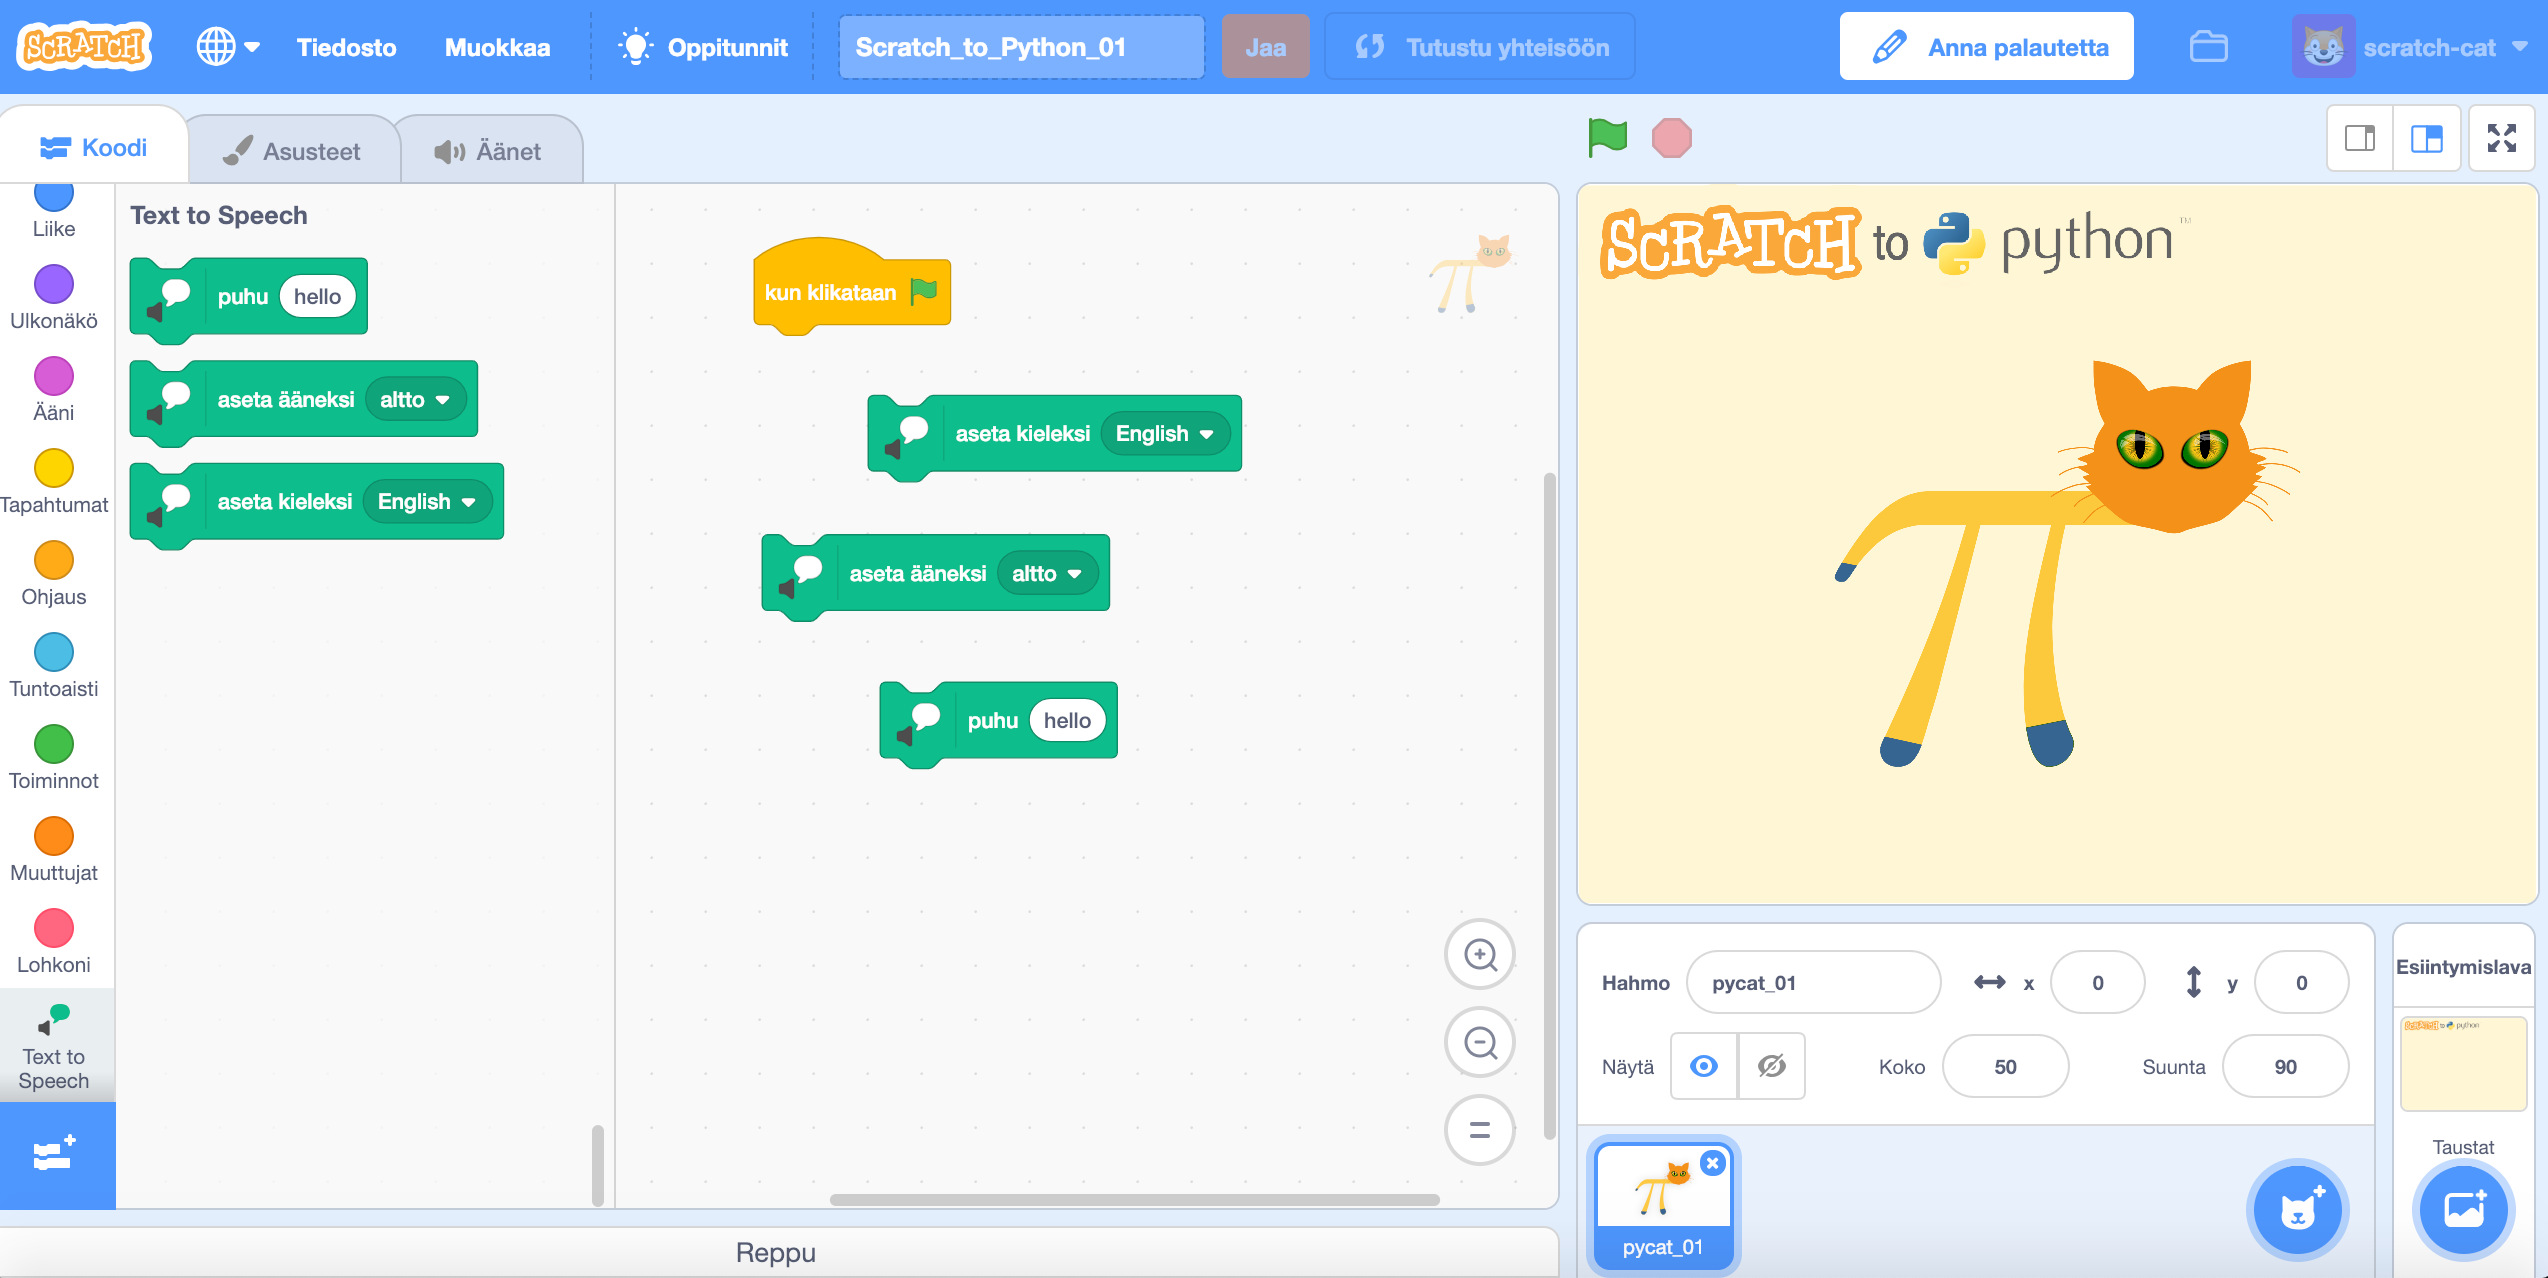 SCRATCH
Tiedosto
Muokkaa
Oppitunnit
Scratch_to_Python_01
Jaa
Tutustu yhteisöön
Anna palautetta
scratch-cat
Koodi
Asusteet
Äänet
Liike
Ulkonäkö
Ääni
Tapahtumat
Ohjaus
Tuntoaisti
Toiminnot
Muuttujat
Lohkoni
Text to
Speech
Text to Speech
puhu hello
aseta ääneksi altto
aseta kieleksi English
kun klikataan
aseta kieleksi English
aseta ääneksi altto
puhu hello
Reppu
SCRATCH to python™
Hahmo pycat_01 x 0 y 0
Näytä Koko 50 Suunta 90
pycat_01
Esiintymislava
SCRATCH to python
Taustat